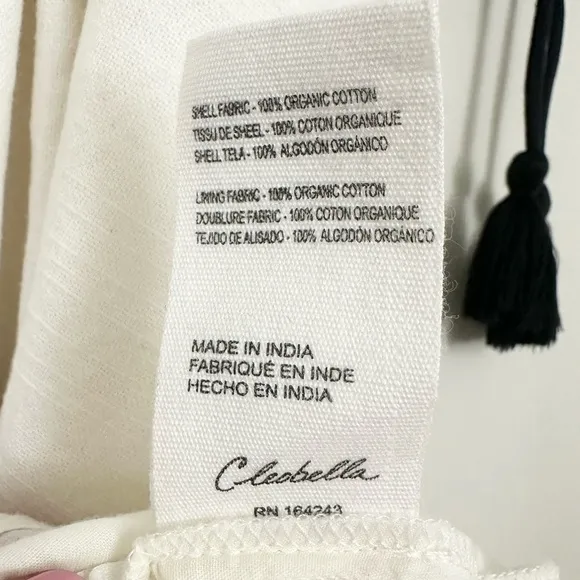 SHELL FABRIC - 100% ORGANIC COTTON
TISSU DE SHEEL - 100% COTON ORGANIQUE
SHELL TELA - 100% ALGODÓN ORGÁNICO
LINING FABRIC - 100% ORGANIC COTTON
DOUBLURE FABRIC - 100% COTON ORGANIQUE
TEJIDO DE ALISADO - 100% ALGODÓN ORGÁNICO
MADE IN INDIA
FABRIQUÉ EN INDE
HECHO EN INDIA
Cleobella
RN 164243